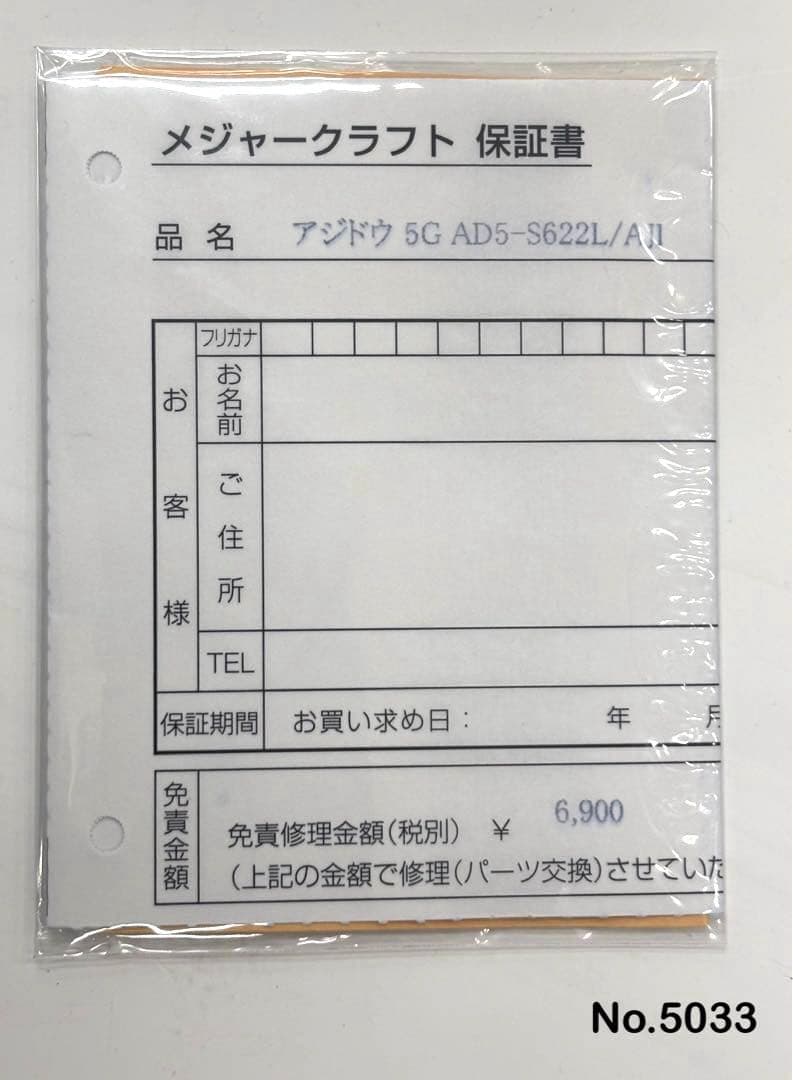 メジャークラフト 保証書
品 名 アジドウ 5G AD5-S622L/AJI
お客様
フリガナ
お名前
ご住所
TEL
保証期間 お買い求め日： 年 月
免責金額
免責修理金額(税別) ￥ 6,900
(上記の金額で修理(パーツ交換)させていた
No.5033